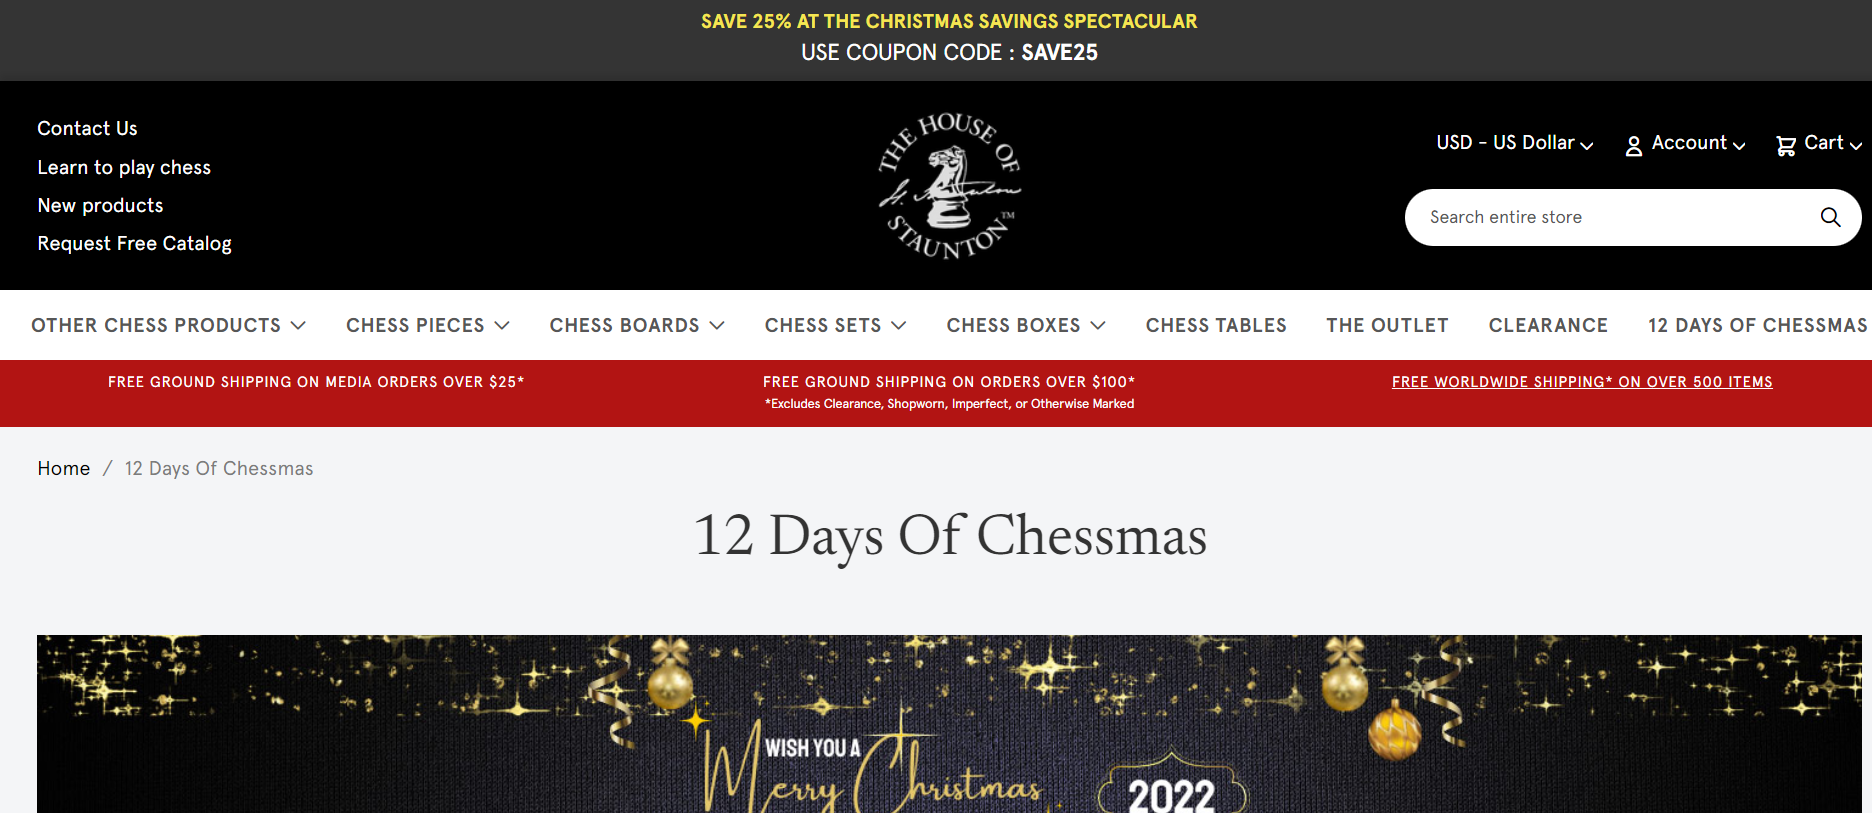 SAVE 25% AT THE CHRISTMAS SAVINGS SPECTACULAR
USE COUPON CODE : SAVE25
Contact Us
Learn to play chess
New products
Request Free Catalog
THE HOUSE OF
STAUNTON™
USD - US Dollar
Account
Cart
Search entire store
OTHER CHESS PRODUCTS
CHESS PIECES
CHESS BOARDS
CHESS SETS
CHESS BOXES
CHESS TABLES
THE OUTLET
CLEARANCE
12 DAYS OF CHESSMAS
FREE GROUND SHIPPING ON MEDIA ORDERS OVER $25*
FREE GROUND SHIPPING ON ORDERS OVER $100*
*Excludes Clearance, Shopworn, Imperfect, or Otherwise Marked
FREE WORLDWIDE SHIPPING* ON OVER 500 ITEMS
Home / 12 Days Of Chessmas
12 Days Of Chessmas
WISH YOU A
Merry Christmas
2022